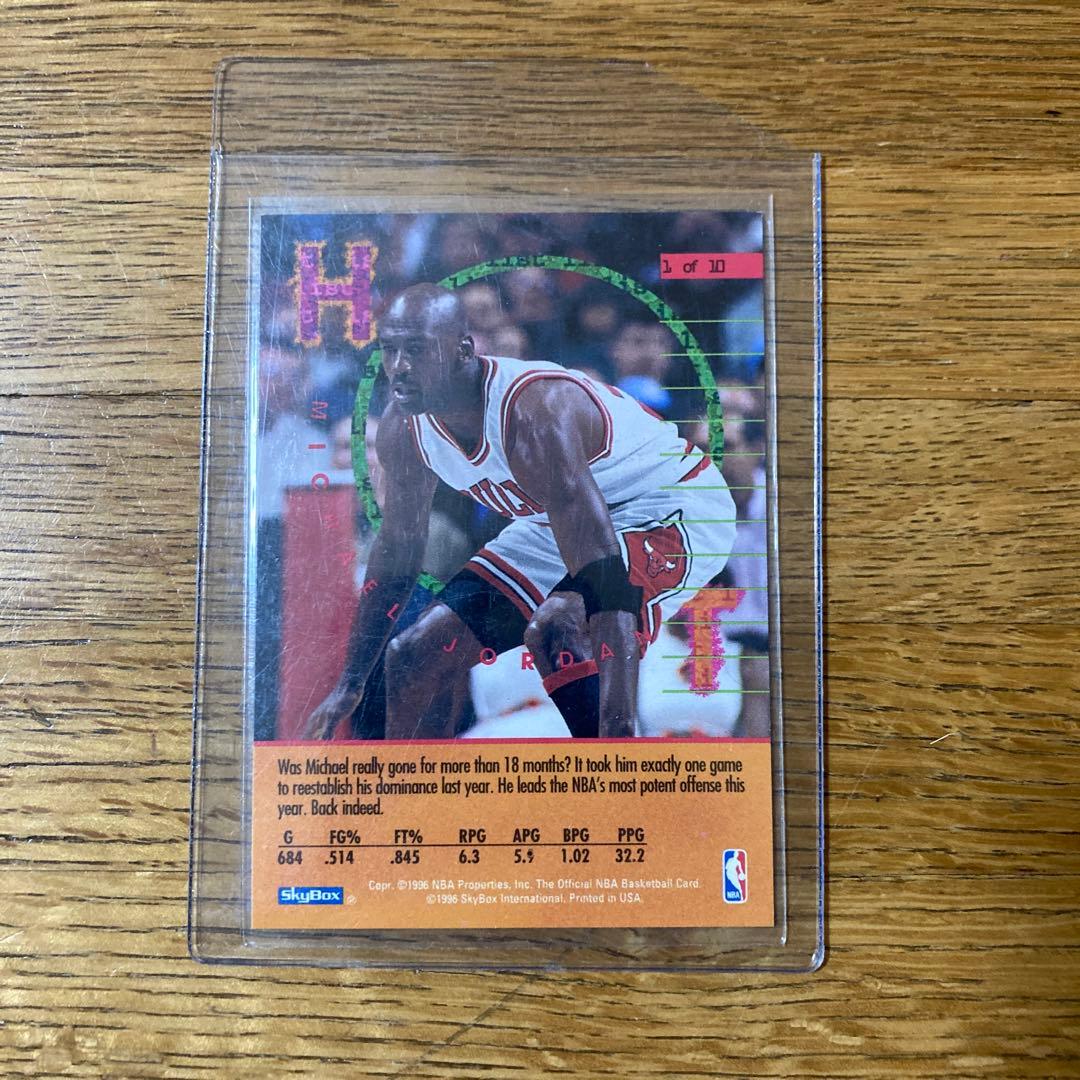 H
1 of 10
MICHAEL JORDAN
T
Was Michael really gone for more than 18 months? It took him exactly one game
to reestablish his dominance last year. He leads the NBA's most potent offense this
year. Back indeed.
G FG% FT% RPG APG BPG PPG
684 .514 .845 6.3 5.9 1.02 32.2
Copr. ©1996 NBA Properties, Inc. The Official NBA Basketball Card.
SkyBox ©1996 SkyBox International. Printed in USA.
NBA